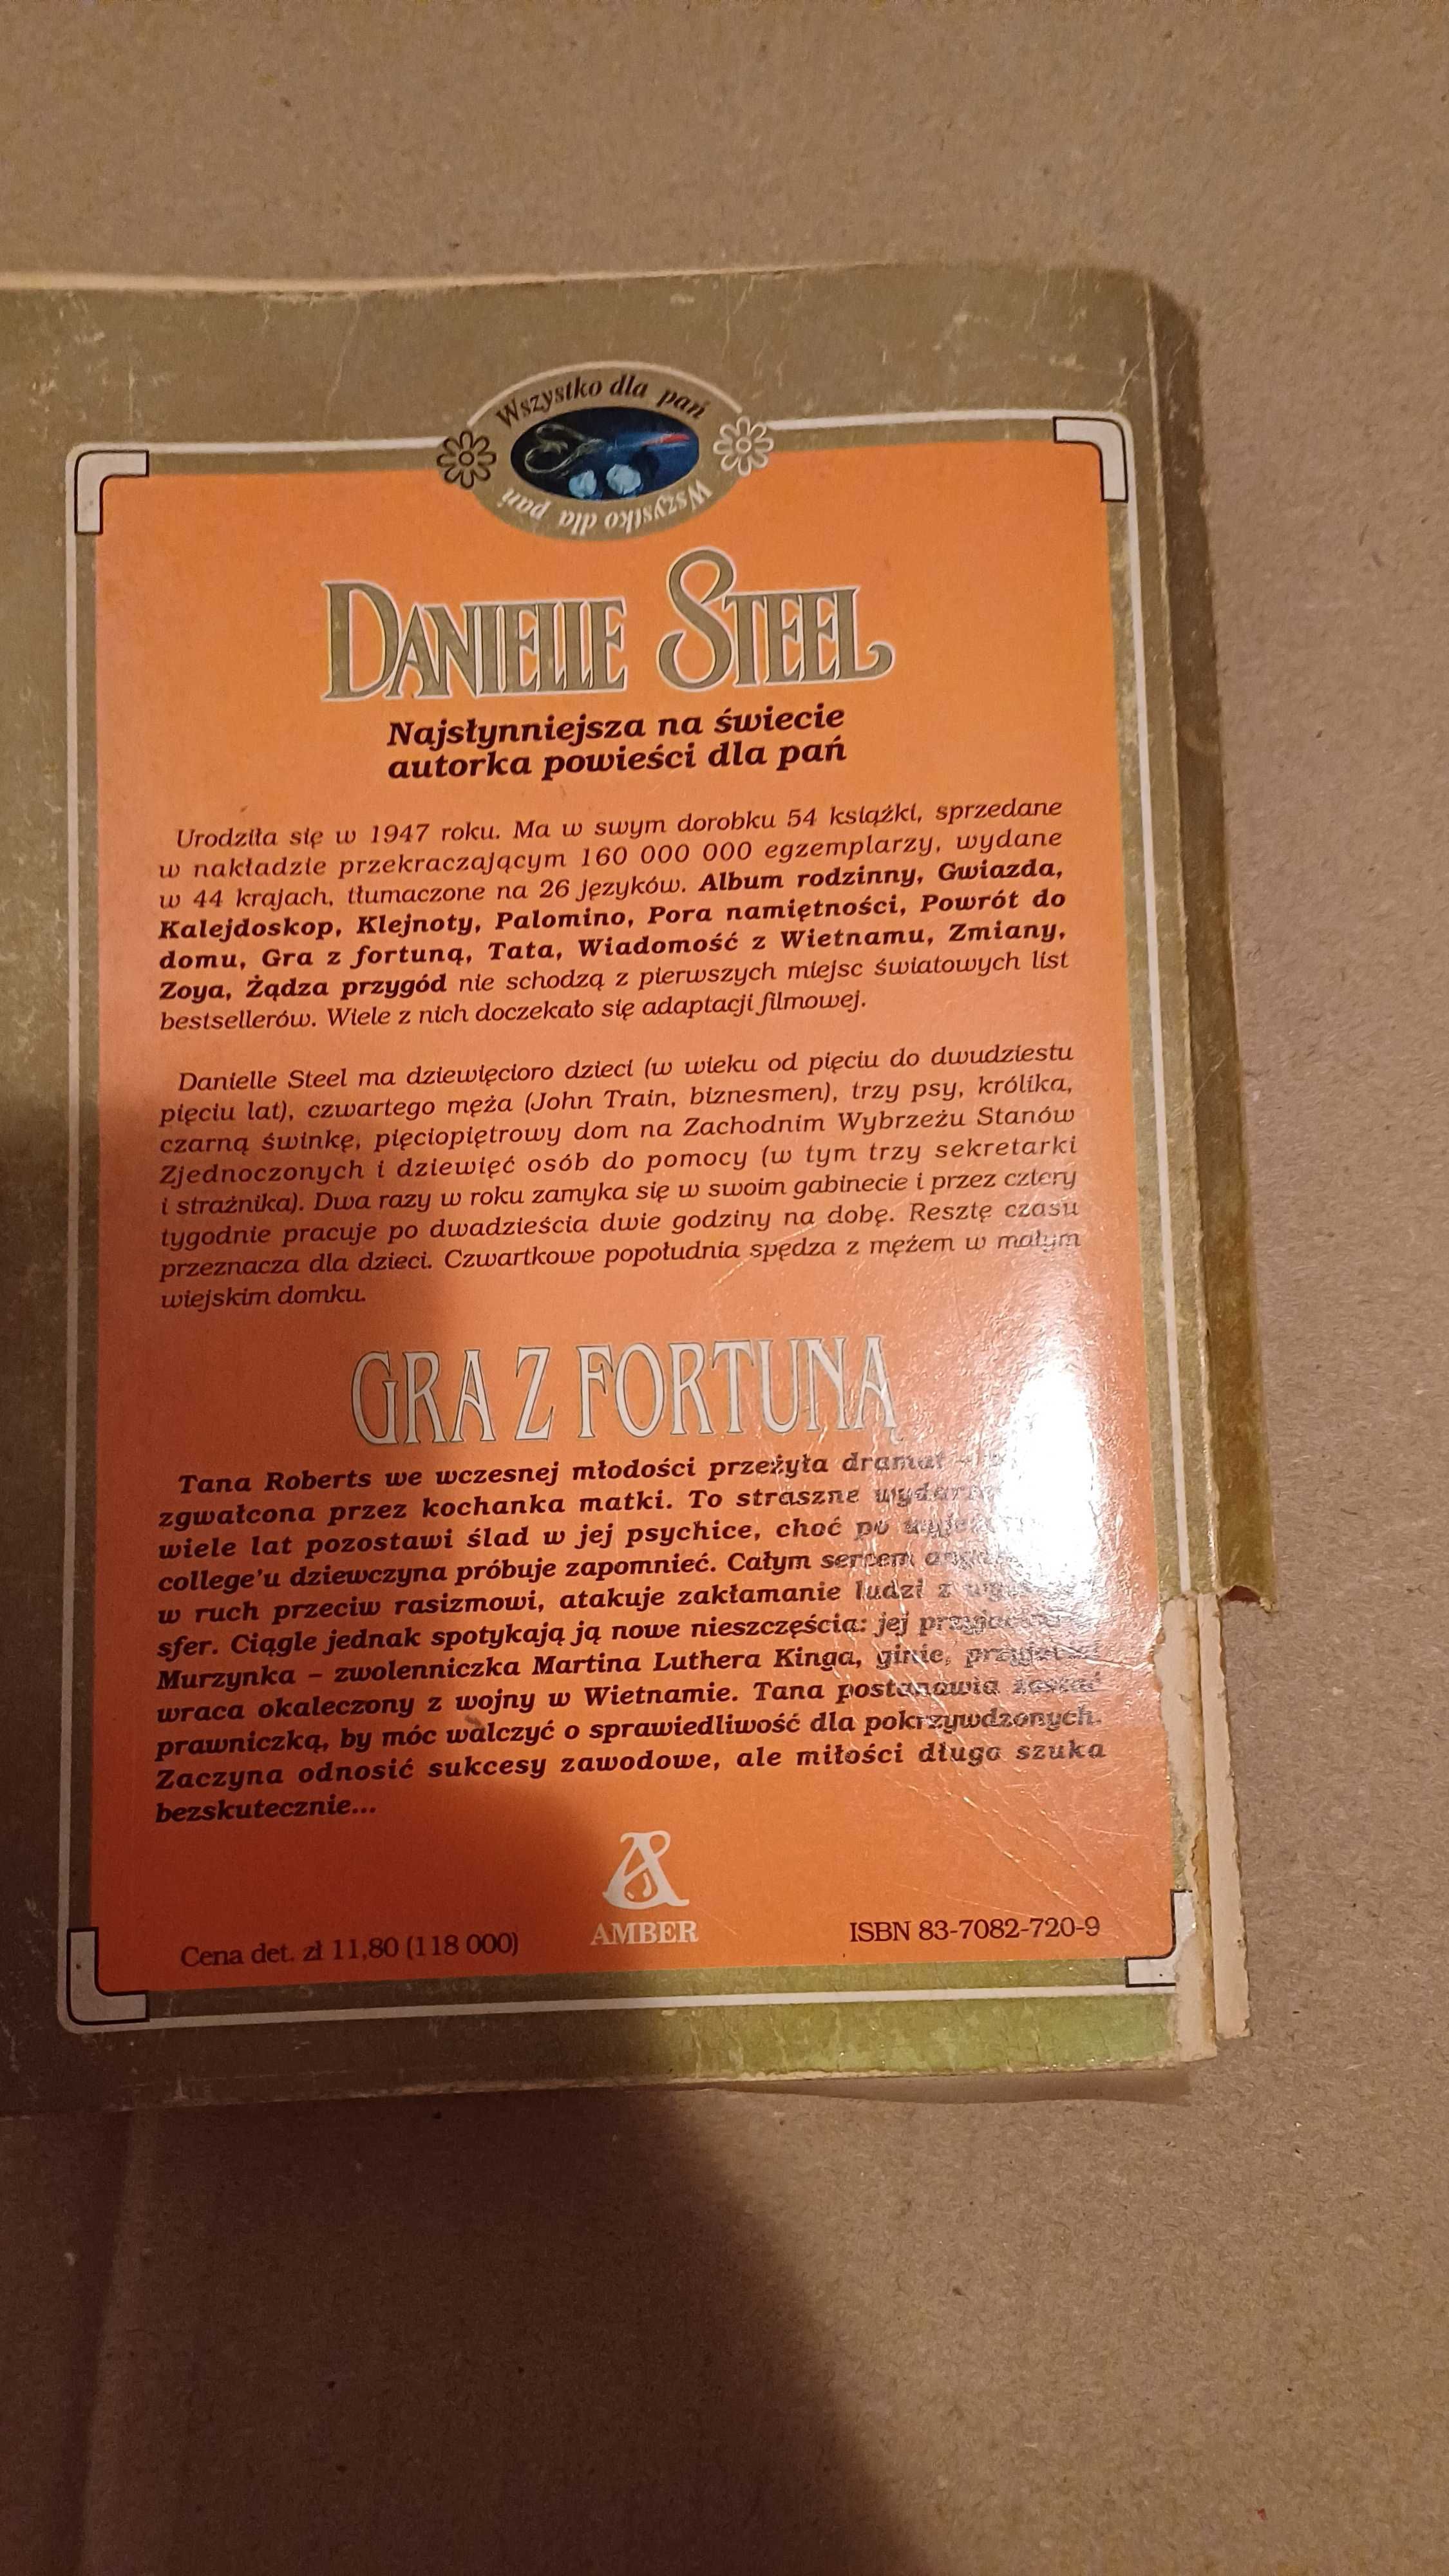 Wszystko dla pań
Wszystko dla pań
DANIELLE STEEL
Najsłynniejsza na świecie
autorka powieści dla pań
Urodziła się w 1947 roku. Ma w swym dorobku 54 książki, sprzedane
w nakładzie przekraczającym 160 000 000 egzemplarzy, wydane
w 44 krajach, tłumaczone na 26 języków. Album rodzinny, Gwiazda,
Kalejdoskop, Klejnoty, Palomino, Pora namiętności, Powrót do
domu, Gra z fortuną, Tata, Wiadomość z Wietnamu, Zmiany,
Zoya, Żądza przygód nie schodzą z pierwszych miejsc światowych list
bestsellerów. Wiele z nich doczekało się adaptacji filmowej.
Danielle Steel ma dziewięcioro dzieci (w wieku od pięciu do dwudziestu
pięciu lat), czwartego męża (John Train, biznesmen), trzy psy, królika,
czarną świnkę, pięciopiętrowy dom na Zachodnim Wybrzeżu Stanów
Zjednoczonych i dziewięć osób do pomocy (w tym trzy sekretarki
i strażnika). Dwa razy w roku zamyka się w swoim gabinecie i przez cztery
tygodnie pracuje po dwadzieścia dwie godziny na dobę. Resztę czasu
przeznacza dla dzieci. Czwartkowe popołudnia spędza z mężem w małym
wiejskim domku.
GRA Z FORTUNĄ
Tana Roberts we wczesnej młodości przeżyła dramat
zgwałcona przez kochanka matki. To straszne
wiele lat pozostawi ślad w jej psychice, choć po
college'u dziewczyna próbuje zapomnieć. Całym sercem
w ruch przeciw rasizmowi, atakuje zakłamanie ludzi z
sfer. Ciągle jednak spotykają ją nowe nieszczęścia: jej
Murzynka – zwolenniczka Martina Luthera Kinga, ginie, przyjaciel
wraca okaleczony z wojny w Wietnamie. Tana postanawia zostać
prawniczką, by móc walczyć o sprawiedliwość dla pokrzywdzonych.
Zaczyna odnosić sukcesy zawodowe, ale miłości długo szuka
bezskutecznie...
AMBER
Cena det. zł 11,80 (118 000)
ISBN 83-7082-720-9